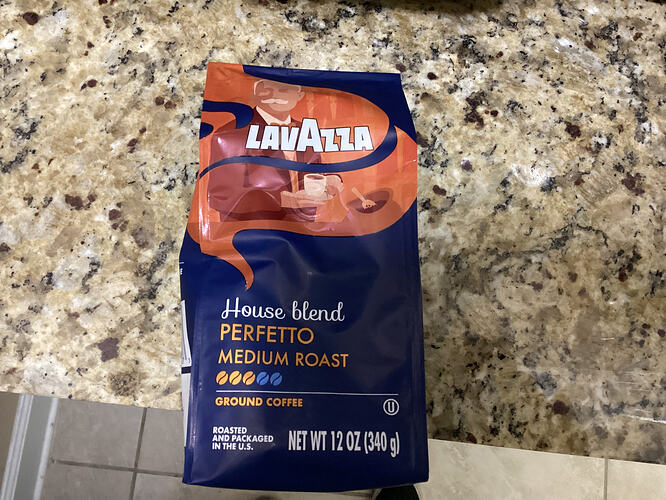 LAVAZZA
House blend
PERFETTO
MEDIUM ROAST
GROUND COFFEE
U
ROASTED
AND PACKAGED
IN THE U.S.
NET WT 12 OZ (340 g)